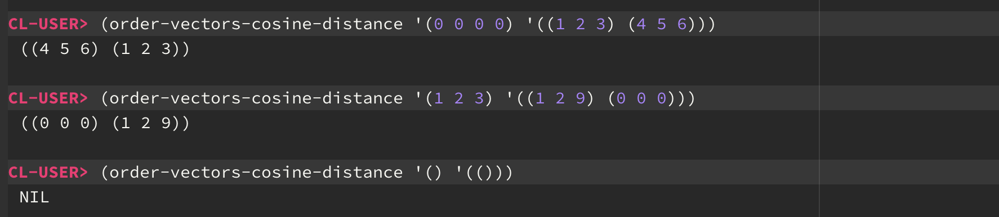 CL-USER> (order-vectors-cosine-distance '(0 0 0 0) '((1 2 3) (4 5 6)))
((4 5 6) (1 2 3))
CL-USER> (order-vectors-cosine-distance '(1 2 3) '((1 2 9) (0 0 0)))
((0 0 0) (1 2 9))
CL-USER> (order-vectors-cosine-distance '() '(()))
NIL